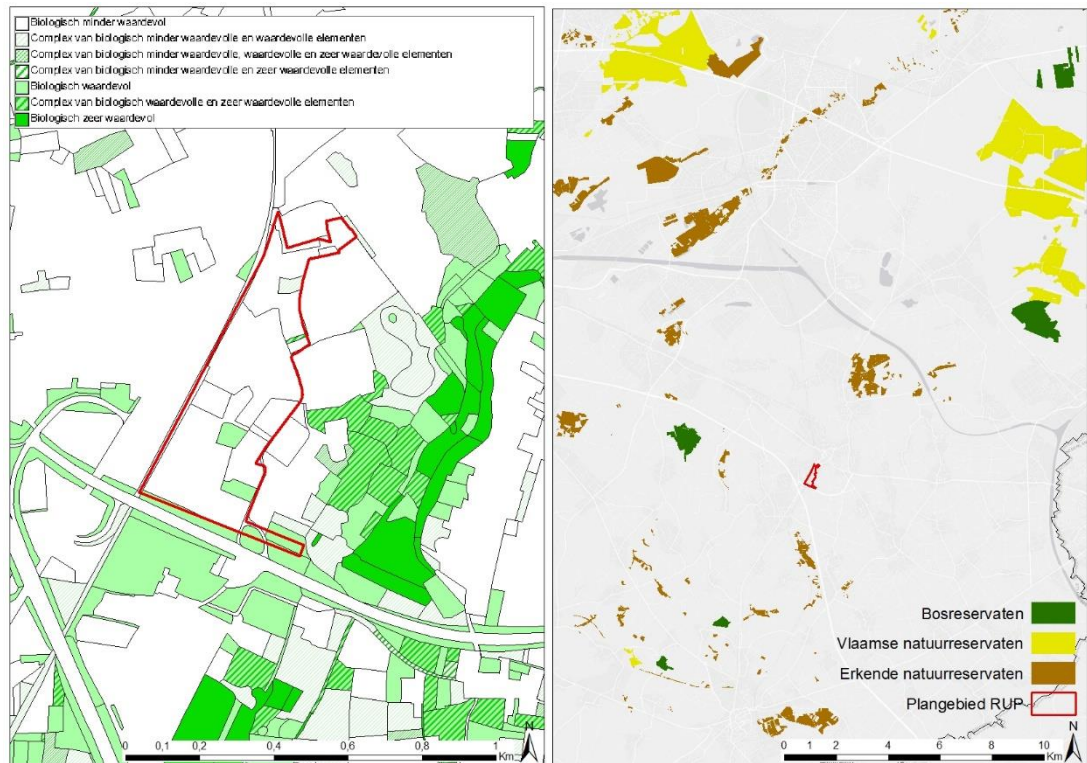 Biologisch minder waardevol
Complex van biologisch minder waardevolle en waardevolle elementen
Complex van biologisch minder waardevolle, waardevolle en zeer waardevolle elementen
Complex van biologisch minder waardevolle en zeer waardevolle elementen
Biologisch waardevol
Complex van biologisch waardevolle en zeer waardevolle elementen
Biologisch zeer waardevol
0 0,2 0,4 0,6 0,8 1
Km
N
Bosreservaten
Vlaamse natuurreservaten
Erkende natuurreservaten
Plangebied RUP
N
0 2 4 6 8 10
Km